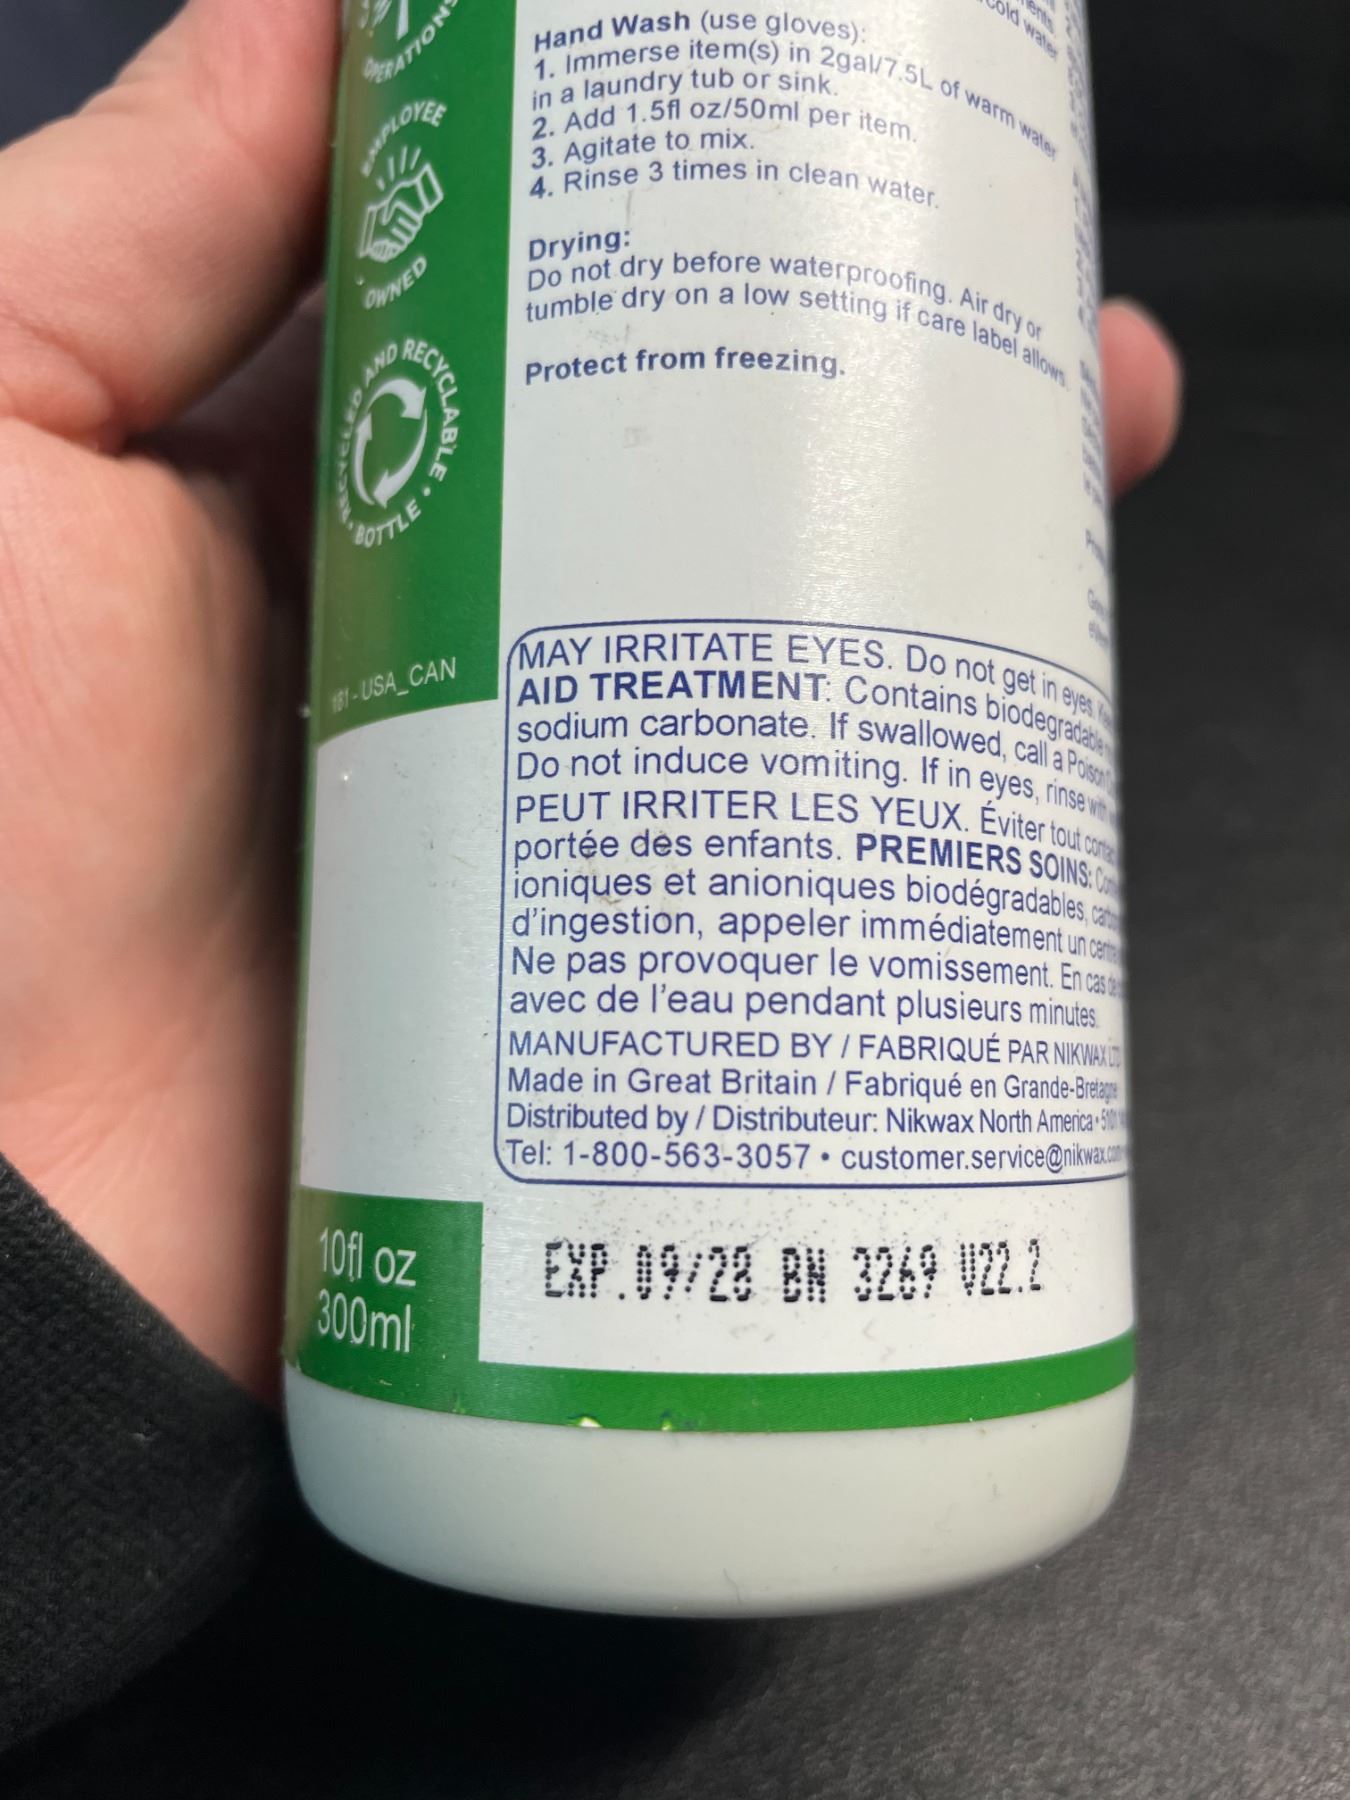 OPERATIONS
EMPLOYEE
OWNED
RECYCLED AND RECYCLABLE • BOTTLE •
181 - USA_CAN
10fl oz
300ml
cold water
Hand Wash (use gloves):
1. Immerse item(s) in 2gal/7.5L of warm water
in a laundry tub or sink.
2. Add 1.5fl oz/50ml per item.
3. Agitate to mix.
4. Rinse 3 times in clean water.
Drying:
Do not dry before waterproofing. Air dry or
tumble dry on a low setting if care label allows.
Protect from freezing.
MAY IRRITATE EYES. Do not get in eyes.
AID TREATMENT: Contains biodegradable
sodium carbonate. If swallowed, call a Poison
Do not induce vomiting. If in eyes, rinse with
PEUT IRRITER LES YEUX. Éviter tout
portée des enfants. PREMIERS SOINS:
ioniques et anioniques biodégradables,
d'ingestion, appeler immédiatement un
Ne pas provoquer le vomissement. En cas
avec de l'eau pendant plusieurs minutes.
MANUFACTURED BY / FABRIQUÉ PAR NIKWAX LTD
Made in Great Britain / Fabriqué en Grande-Bretagne
Distributed by / Distributeur: Nikwax North America •
Tel: 1-800-563-3057 • customer.service@nikwax.com
EXP.09/28 BN 3269 V22.2